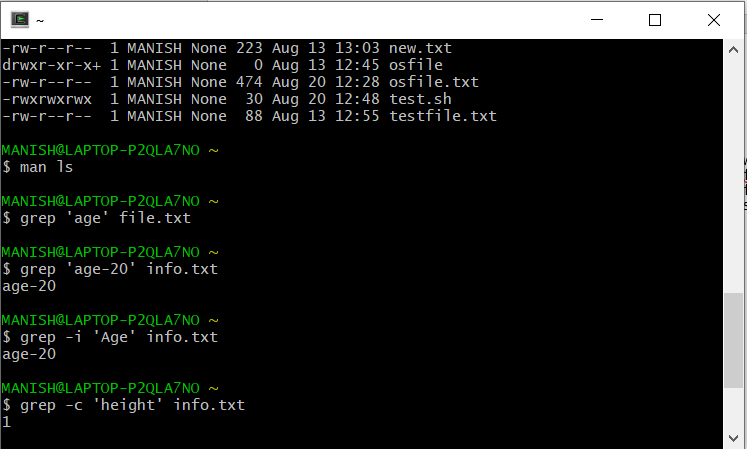 ~
-rw-r--r--  1 MANISH None 223 Aug 13 13:03 new.txt
drwxr-xr-x+ 1 MANISH None   0 Aug 13 12:45 osfile
-rw-r--r--  1 MANISH None 474 Aug 20 12:28 osfile.txt
-rwxrwxrwx  1 MANISH None  30 Aug 20 12:48 test.sh
-rw-r--r--  1 MANISH None  88 Aug 13 12:55 testfile.txt
MANISH@LAPTOP-P2QLA7NO ~
$ man ls
MANISH@LAPTOP-P2QLA7NO ~
$ grep 'age' file.txt
MANISH@LAPTOP-P2QLA7NO ~
$ grep 'age-20' info.txt
age-20
MANISH@LAPTOP-P2QLA7NO ~
$ grep -i 'Age' info.txt
age-20
MANISH@LAPTOP-P2QLA7NO ~
$ grep -c 'height' info.txt
1